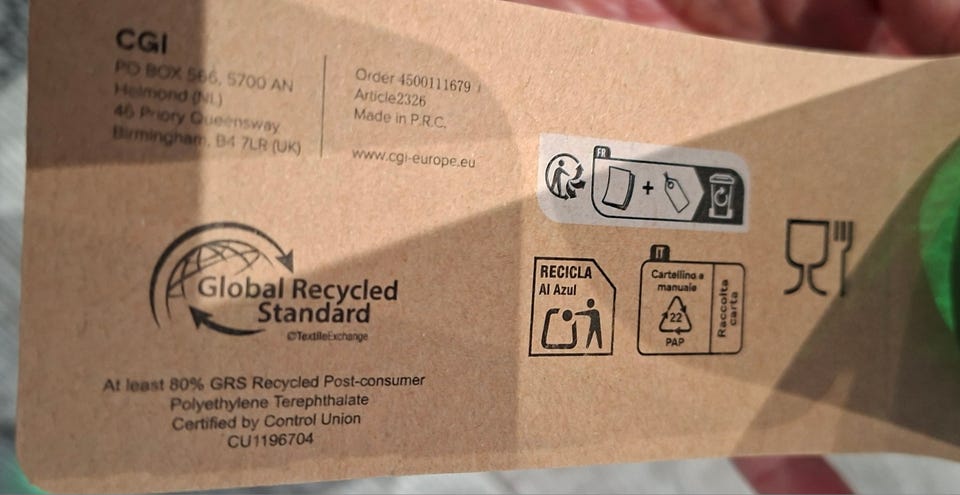 CGI
PO BOX 566, 5700 AN
Helmond (NL)
46 Priory Queensway
Birmingham, B4 7LR (UK)
Order 4500111679
Article2326
Made in P.R.C.
www.cgi-europe.eu
FR
Global Recycled
Standard
©TextileExchange
At least 80% GRS Recycled Post-consumer
Polyethylene Terephthalate
Certified by Control Union
CU1196704
RECICLA
Al Azul
IT
Cartellino e
manuale
22
PAP
Raccolta
carta